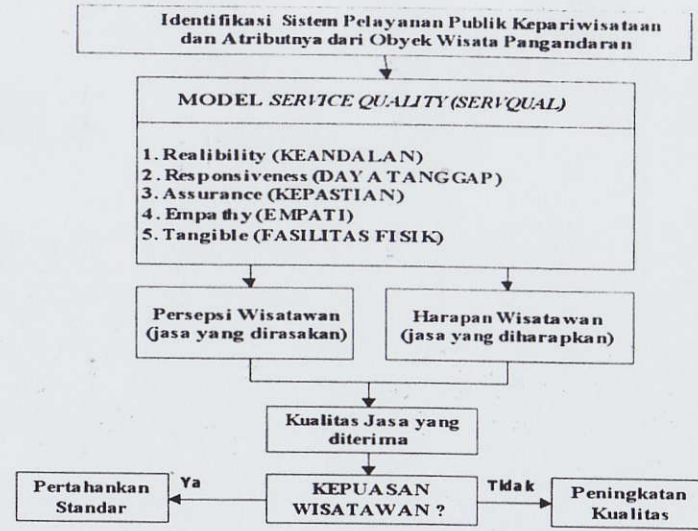 Identifikasi Sistem Pelayanan Publik Kepariwisataan
dan Atributnya dari Obyek Wisata Pangandaran
MODEL SERVICE QUALITY (SERVQUAL)
1. Realibility (KEANDALAN)
2. Responsiveness (DAYA TANGGAP)
3. Assurance (KEPASTIAN)
4. Empathy (EMPATI)
5. Tangible (FASILITAS FISIK)
Persepsi Wisatawan
(jasa yang dirasakan)
Harapan Wisatawan
(jasa yang diharapkan)
Kualitas Jasa yang
diterima
Pertahankan
Standar
Ya
KEPUASAN
WISATAWAN ?
Tidak
Peningkatan
Kualitas